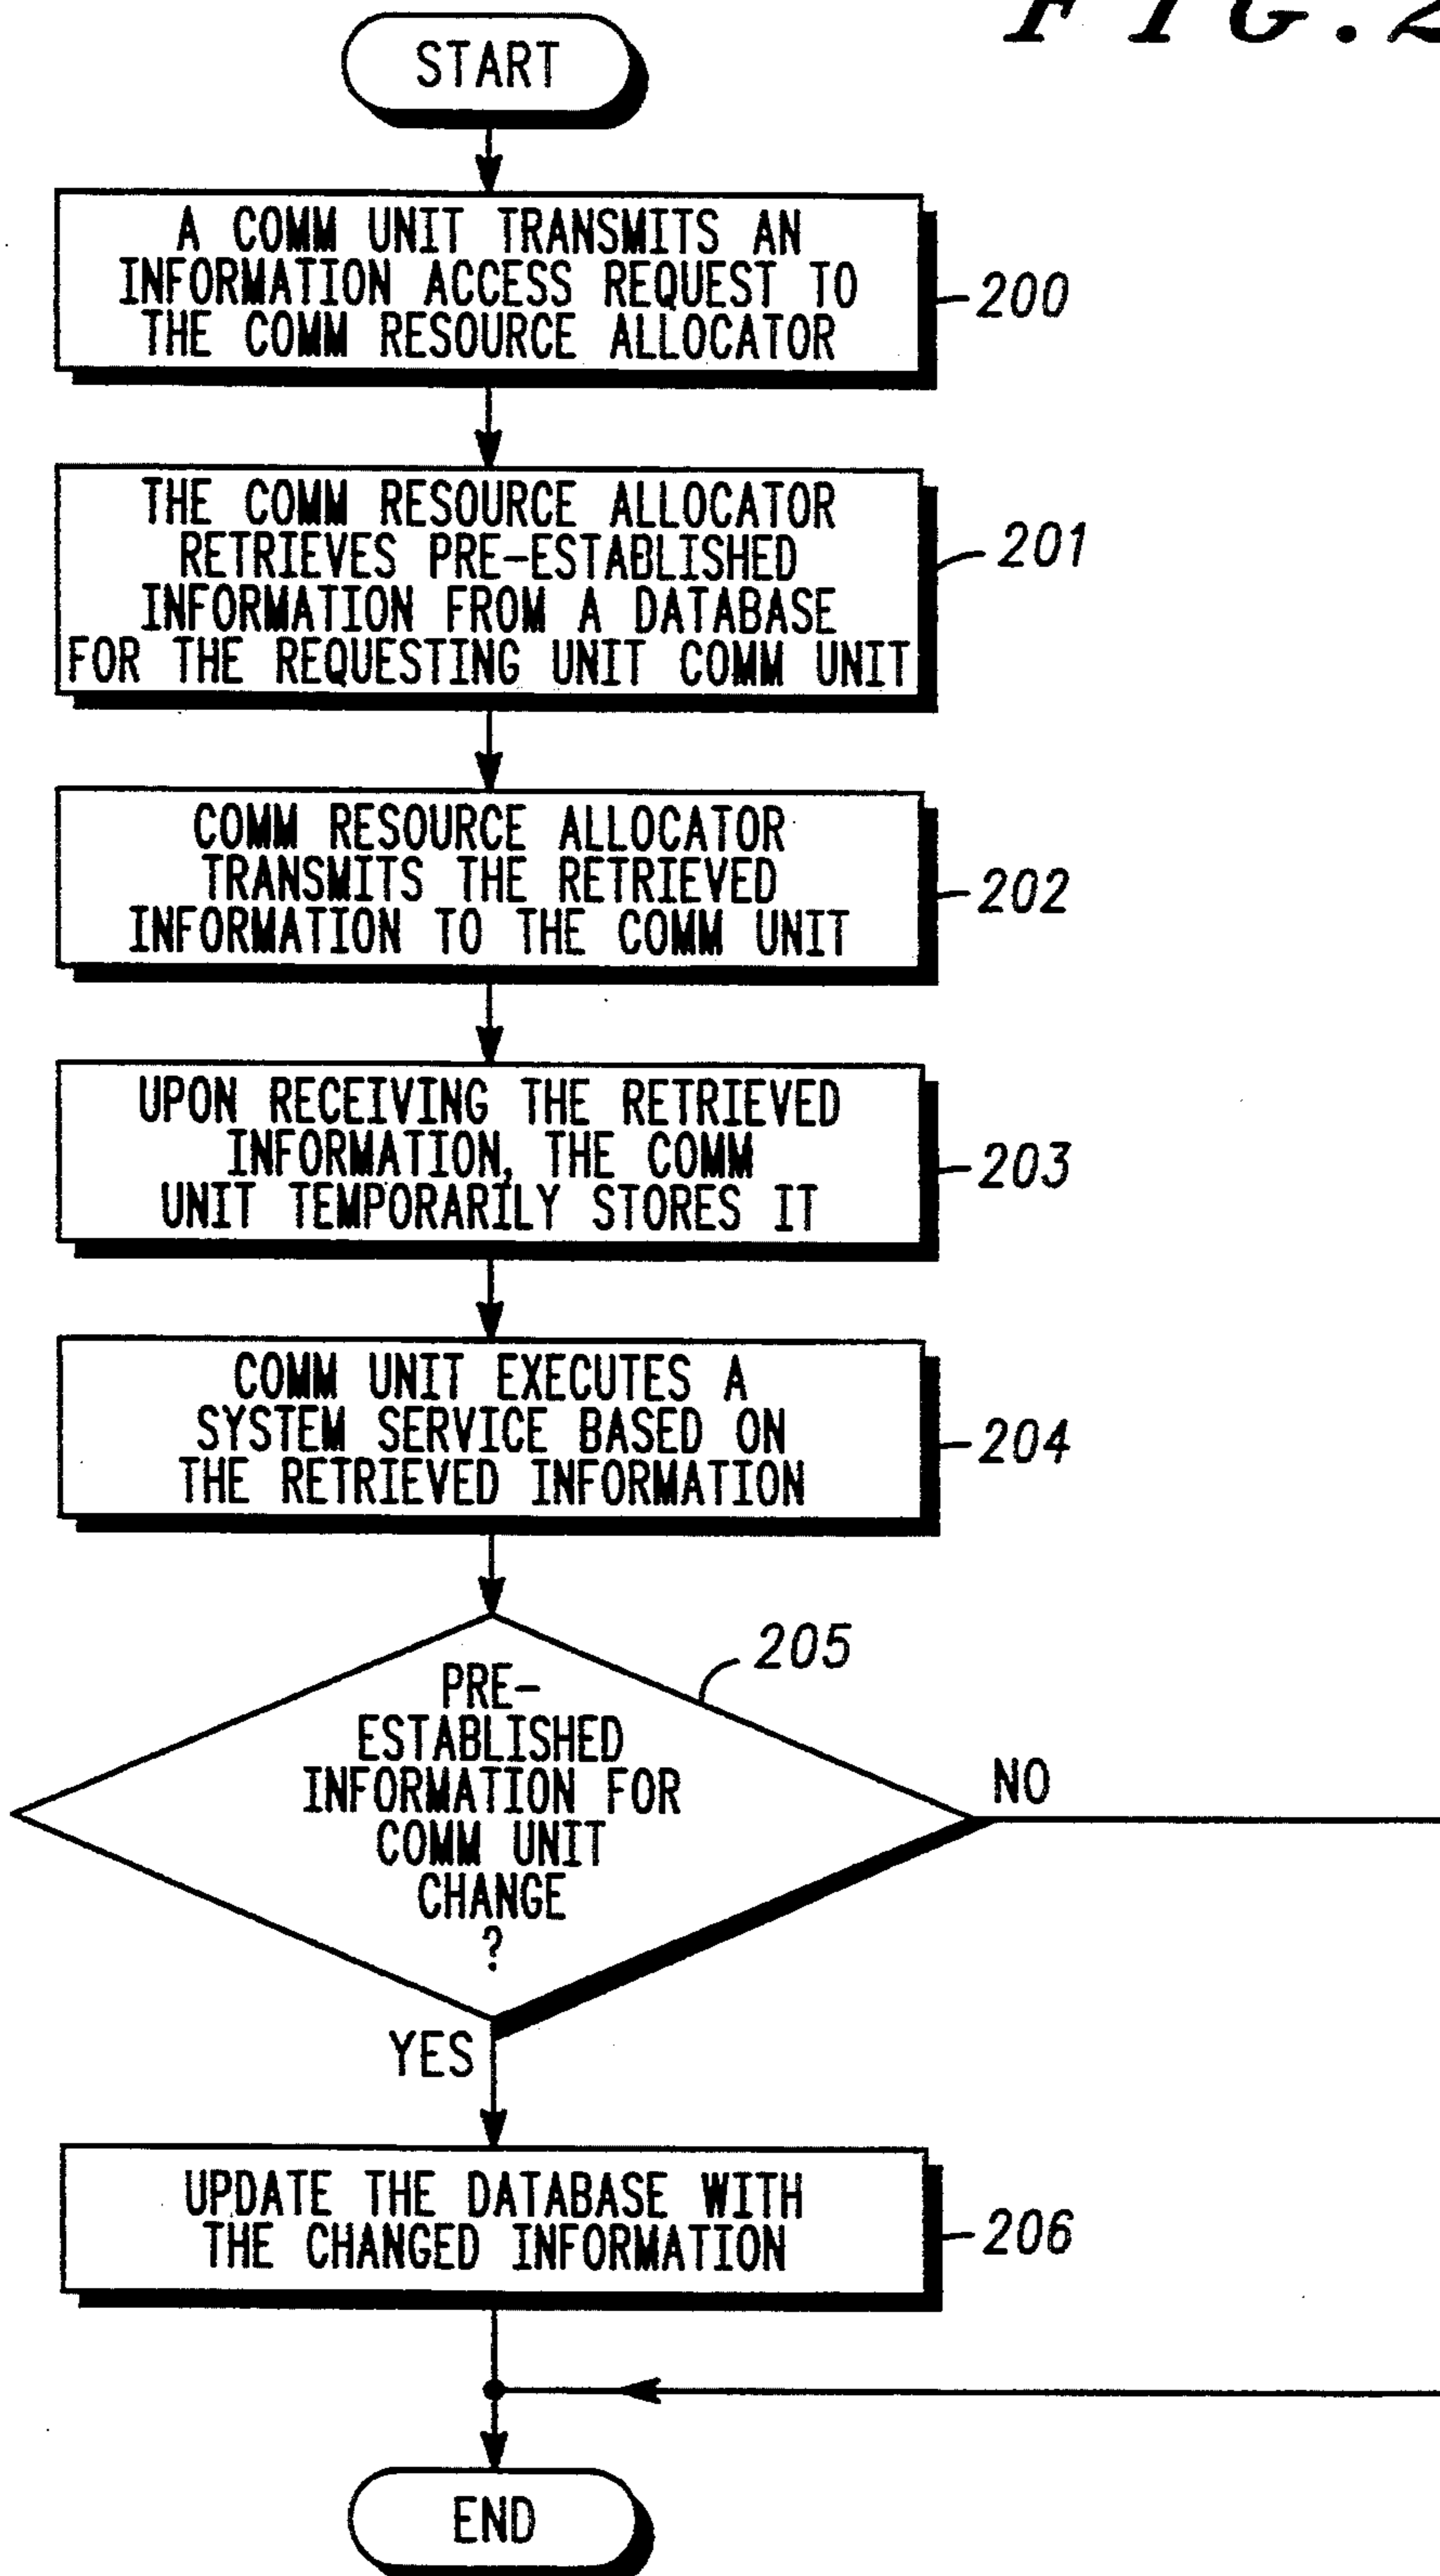 FIG. 2
START
A COMM UNIT TRANSMITS AN
INFORMATION ACCESS REQUEST TO
THE COMM RESOURCE ALLOCATOR
200
THE COMM RESOURCE ALLOCATOR
RETRIEVES PRE-ESTABLISHED
INFORMATION FROM A DATABASE
FOR THE REQUESTING UNIT COMM UNIT
201
COMM RESOURCE ALLOCATOR
TRANSMITS THE RETRIEVED
INFORMATION TO THE COMM UNIT
202
UPON RECEIVING THE RETRIEVED
INFORMATION, THE COMM
UNIT TEMPORARILY STORES IT
203
COMM UNIT EXECUTES A
SYSTEM SERVICE BASED ON
THE RETRIEVED INFORMATION
204
205
PRE-
ESTABLISHED
INFORMATION FOR
COMM UNIT
CHANGE
?
NO
YES
UPDATE THE DATABASE WITH
THE CHANGED INFORMATION
206
END